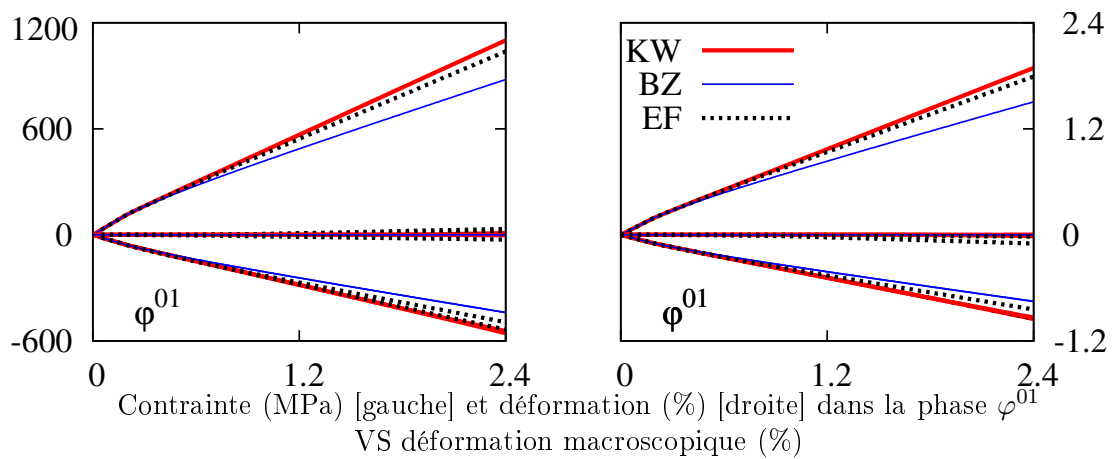 1200
600
0
-600
φ01
0 1.2 2.4
KW
BZ
EF
2.4
1.2
0
-1.2
φ01
0 1.2 2.4
Contrainte (MPa) [gauche] et déformation (%) [droite] dans la phase φ01
VS déformation macroscopique (%)